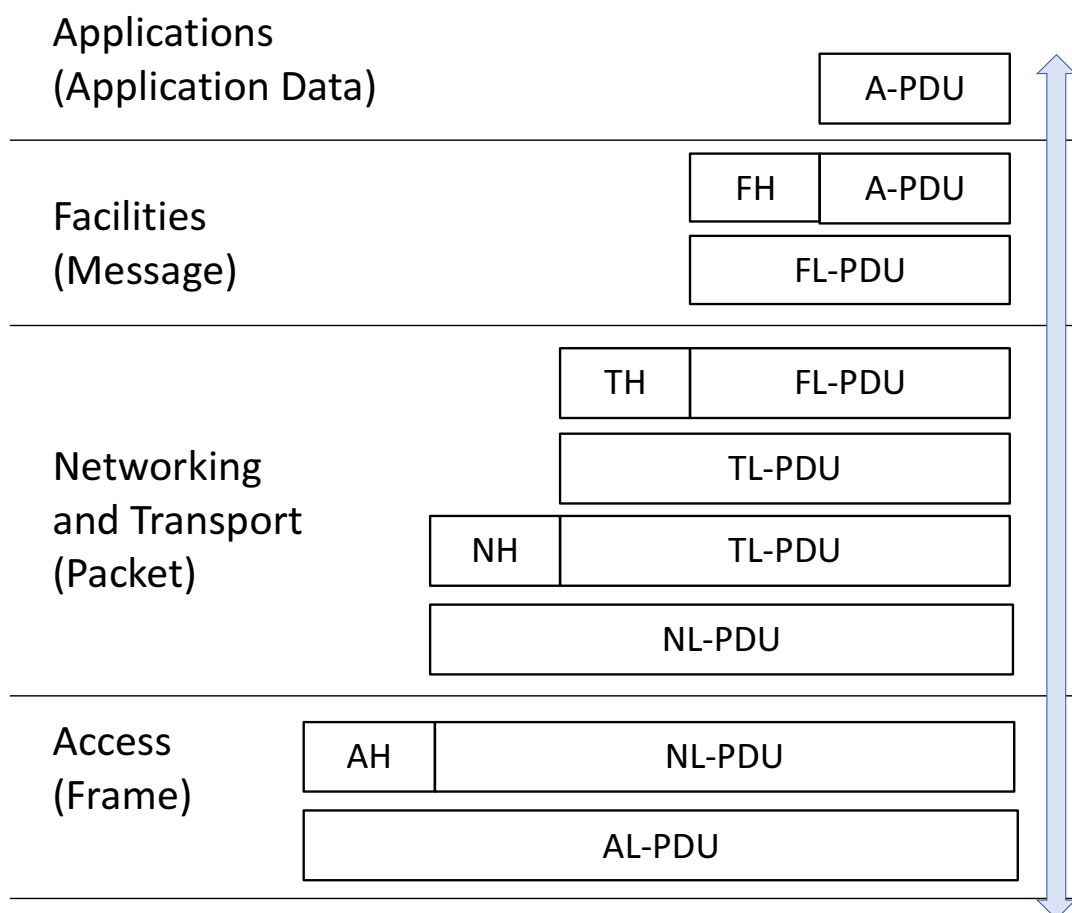 Applications
(Application Data)
A-PDU
Facilities
(Message)
FH A-PDU
FL-PDU
Networking
and Transport
(Packet)
TH FL-PDU
TL-PDU
NH TL-PDU
NL-PDU
Access
(Frame)
AH NL-PDU
AL-PDU